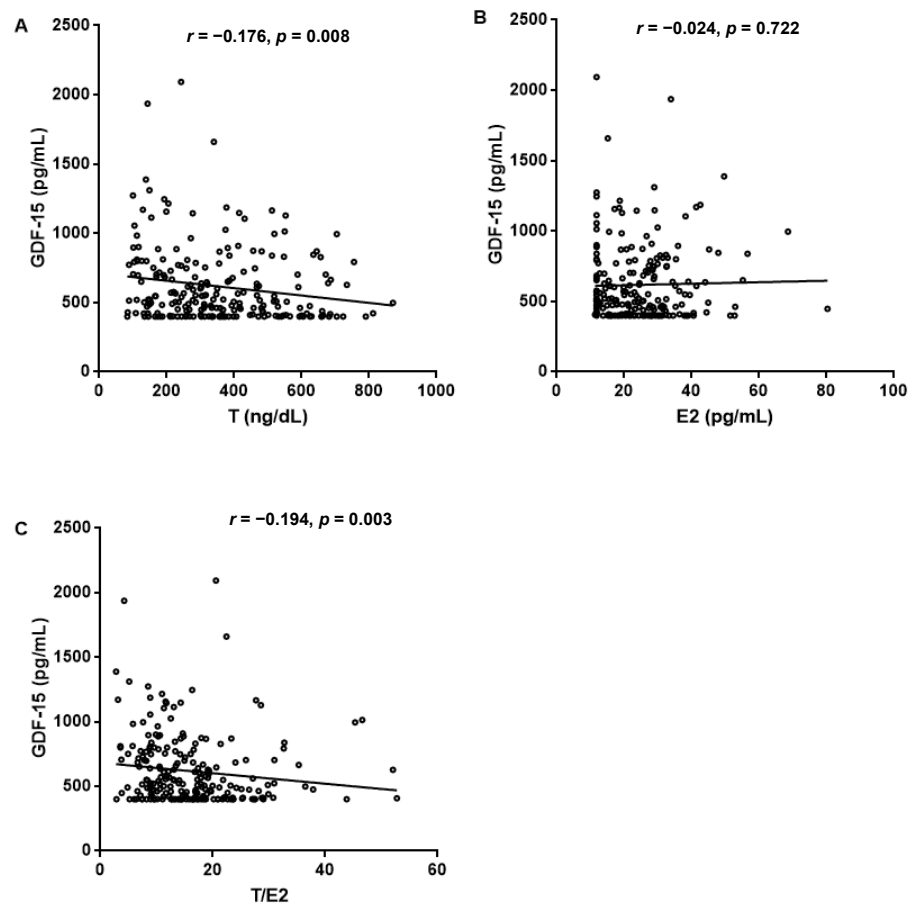 A
r = −0.176, p = 0.008
2500
2000
1500
1000
500
0
GDF-15 (pg/mL)
0 200 400 600 800 1000
T (ng/dL)
B
r = −0.024, p = 0.722
2500
2000
1500
1000
500
0
GDF-15 (pg/mL)
0 20 40 60 80 100
E2 (pg/mL)
C
r = −0.194, p = 0.003
2500
2000
1500
1000
500
0
GDF-15 (pg/mL)
0 20 40 60
T/E2